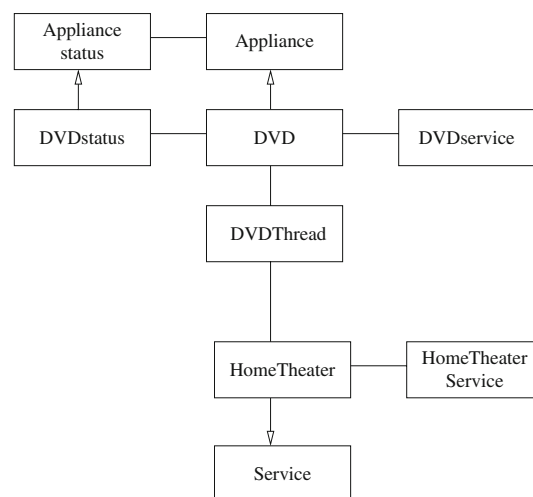 Appliance
status
Appliance
DVDstatus
DVD
DVDservice
DVDThread
HomeTheater
HomeTheater
Service
Service